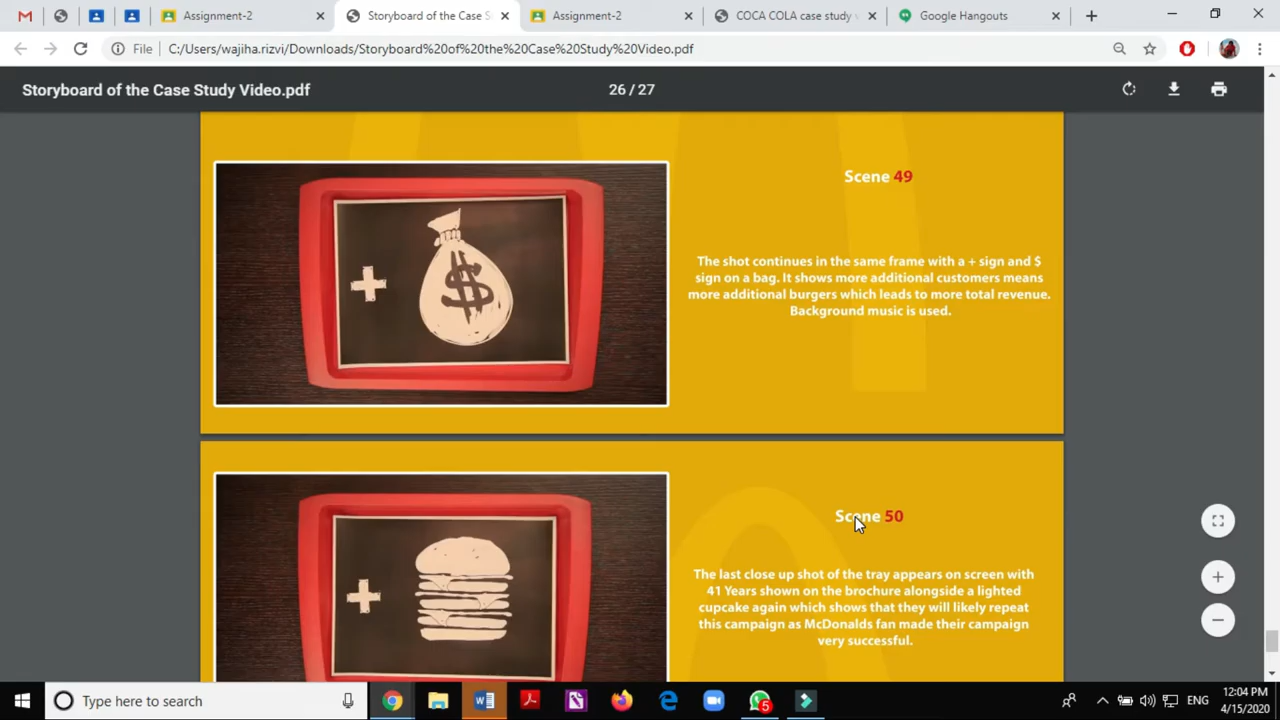 Assignment-2
Storyboard of the Case S
Assignment-2
COCA COLA case study v
Google Hangouts
File
C:/Users/wajiha.rizvi/Downloads/Storyboard%20of%20the%20Case%20Study%20Video.pdf
Storyboard of the Case Study Video.pdf
26 / 27
Scene 49
The shot continues in the same frame with a + sign and $
sign on a bag. It shows more additional customers means
more additional burgers which leads to more total revenue.
Background music is used.
+ $
Scene 50
The last close up shot of the tray appears on screen with
41 Years shown on the brochure alongside a lighted
cupcake again which shows that they will likely repeat
this campaign as McDonalds fan made their campaign
very successful.
+
Type here to search
5
ENG
12:04 PM
4/15/2020